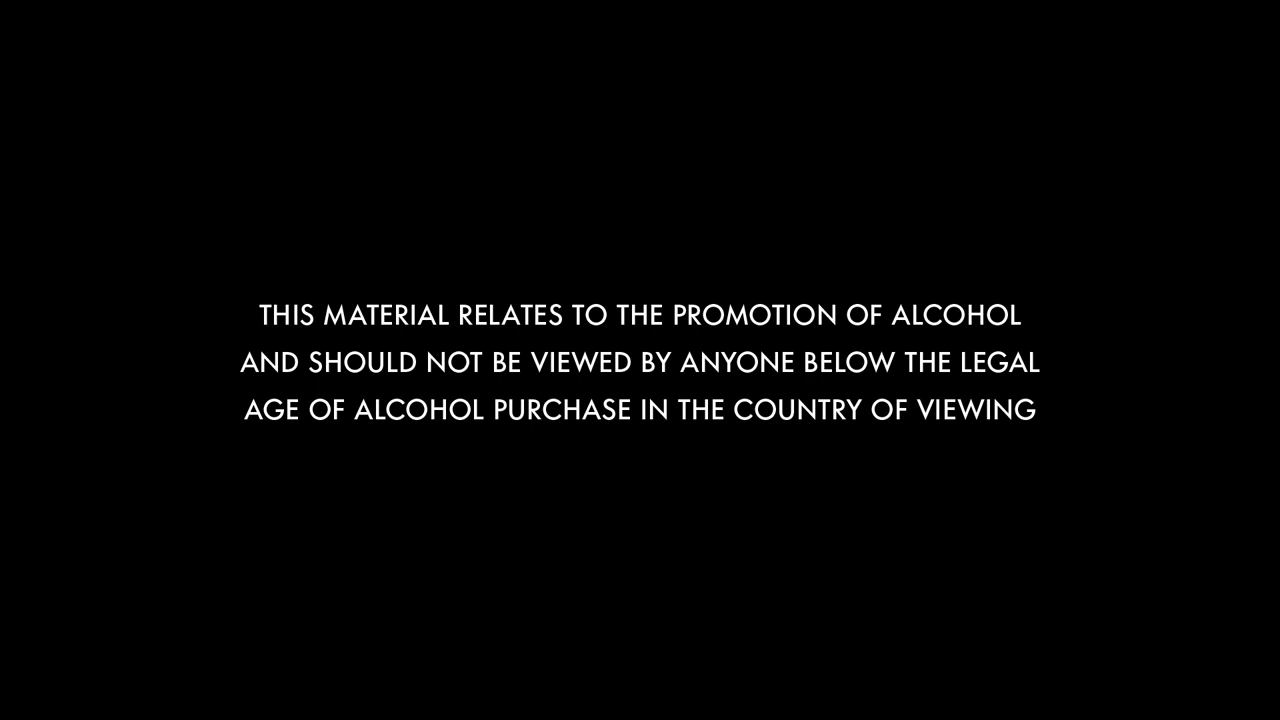 THIS MATERIAL RELATES TO THE PROMOTION OF ALCOHOL
AND SHOULD NOT BE VIEWED BY ANYONE BELOW THE LEGAL
AGE OF ALCOHOL PURCHASE IN THE COUNTRY OF VIEWING